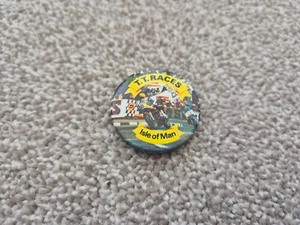 T.T. RACES
Isle of Man